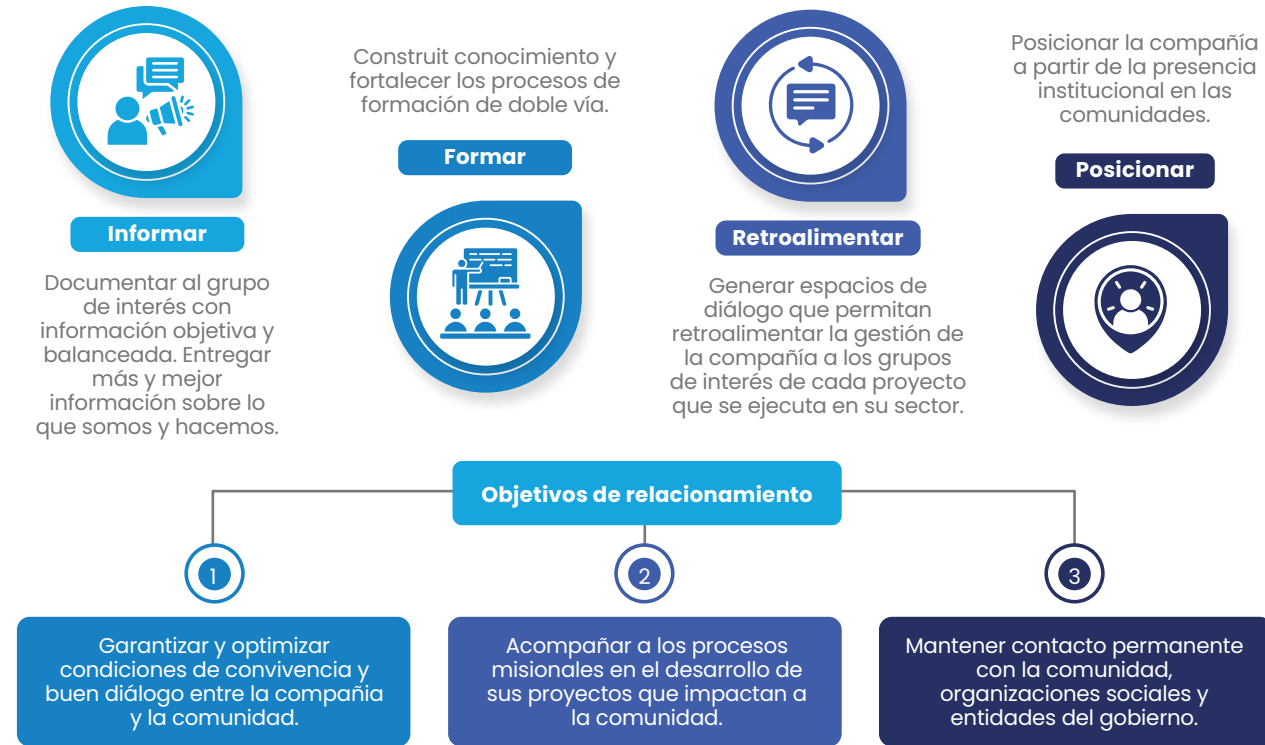 Informar
Documentar al grupo
de interés con
información objetiva y
balanceada. Entregar
más y mejor
información sobre lo
que somos y hacemos.
Construit conocimiento y
fortalecer los procesos de
formación de doble vía.
Formar
Retroalimentar
Generar espacios de
diálogo que permitan
retroalimentar la gestión de
la compañía a los grupos
de interés de cada proyecto
que se ejecuta en su sector.
Posicionar la compañía
a partir de la presencia
institucional en las
comunidades.
Posicionar
Objetivos de relacionamiento
1
Garantizar y optimizar
condiciones de convivencia y
buen diálogo entre la compañia
y la comunidad.
2
Acompañar a los procesos
misionales en el desarrollo de
sus proyectos que impactan a
la comunidad.
3
Mantener contacto permanente
con la comunidad,
organizaciones sociales y
entidades del gobierno.